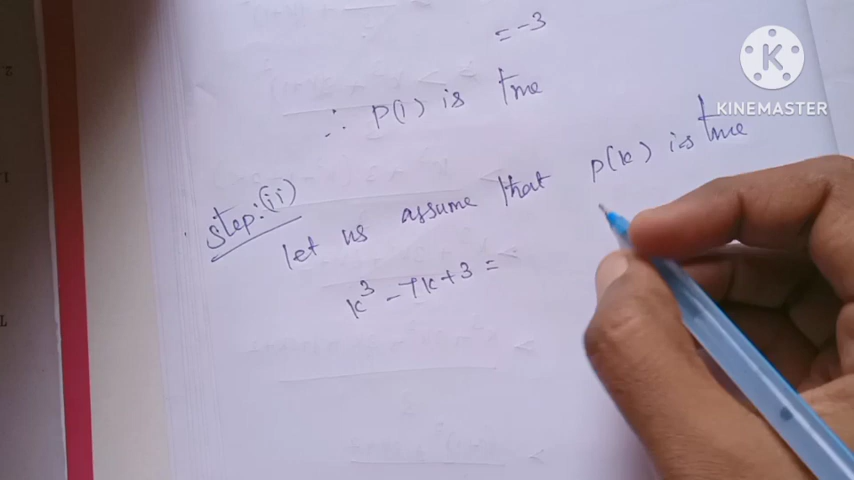 = -3
∴ P(1) is true
step:(ii)
let us assume that p(k) is true
k³ - 7k + 3 =
K
KINEMASTER